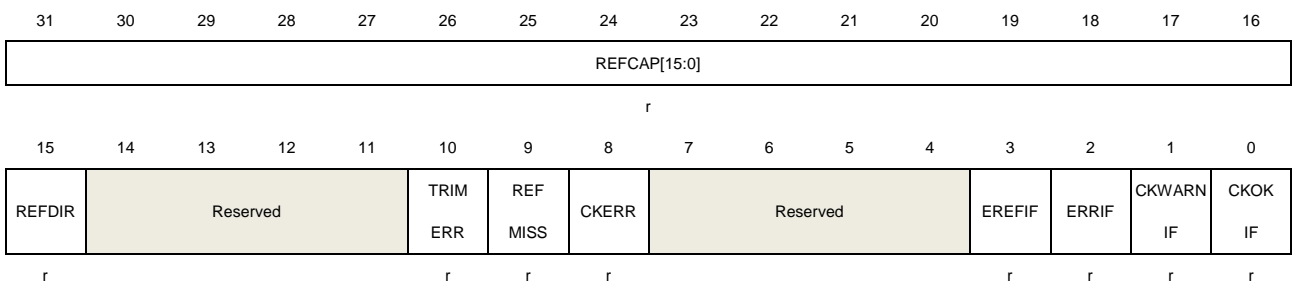 31 30 29 28 27 26 25 24 23 22 21 20 19 18 17 16
REFCAP[15:0]
r
15 14 13 12 11 10 9 8 7 6 5 4 3 2 1 0
REFDIR Reserved TRIM ERR REF MISS CKERR Reserved EREFIF ERRIF CKWARN IF CKOK IF
r r r r r r r r